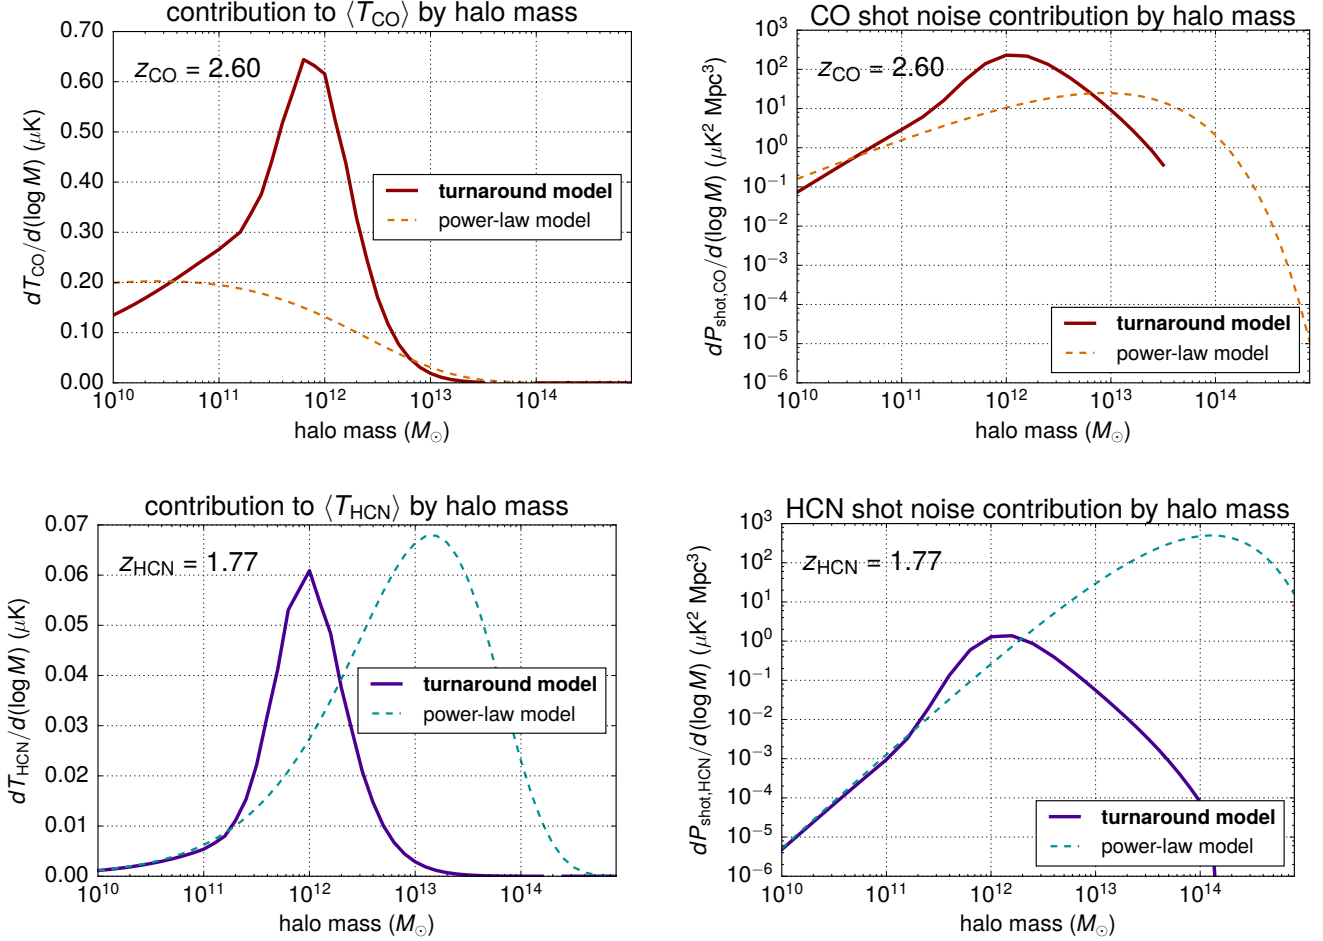 contribution to ⟨T_CO⟩ by halo mass
z_CO = 2.60
dT_CO/d(log M) (μK)
0.70
0.60
0.50
0.40
0.30
0.20
0.10
0.00
turnaround model
power-law model
10^10 10^11 10^12 10^13 10^14
halo mass (M_⊙)
CO shot noise contribution by halo mass
z_CO = 2.60
dP_shot,CO/d(log M) (μK² Mpc³)
10^3
10^2
10^1
10^0
10^−1
10^−2
10^−3
10^−4
10^−5
10^−6
turnaround model
power-law model
10^10 10^11 10^12 10^13 10^14
halo mass (M_⊙)
contribution to ⟨T_HCN⟩ by halo mass
z_HCN = 1.77
dT_HCN/d(log M) (μK)
0.07
0.06
0.05
0.04
0.03
0.02
0.01
0.00
turnaround model
power-law model
10^10 10^11 10^12 10^13 10^14
halo mass (M_⊙)
HCN shot noise contribution by halo mass
z_HCN = 1.77
dP_shot,HCN/d(log M) (μK² Mpc³)
10^3
10^2
10^1
10^0
10^−1
10^−2
10^−3
10^−4
10^−5
10^−6
turnaround model
power-law model
10^10 10^11 10^12 10^13 10^14
halo mass (M_⊙)